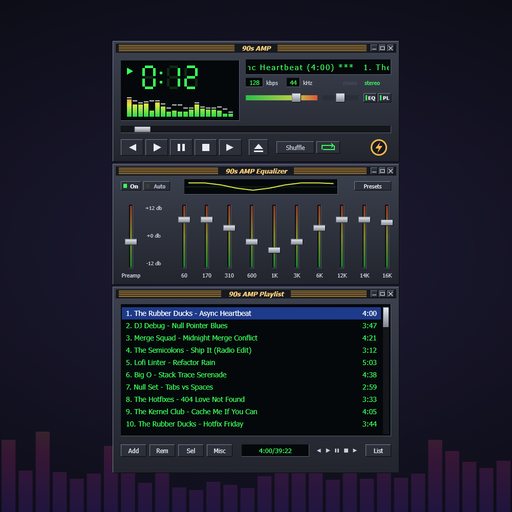 90s AMP
0:12
nc Heartbeat (4:00) *** 1. The
128 kbps 44 kHz stereo
EQ PL
Shuffle
90s AMP Equalizer
On Auto Presets
+12 db
+0 db
-12 db
Preamp 60 170 310 600 1K 3K 6K 12K 14K 16K
90s AMP Playlist
1. The Rubber Ducks - Async Heartbeat 4:00
2. DJ Debug - Null Pointer Blues 3:47
3. Merge Squad - Midnight Merge Conflict 4:21
4. The Semicolons - Ship It (Radio Edit) 3:12
5. Lofi Linter - Refactor Rain 5:03
6. Big O - Stack Trace Serenade 4:38
7. Null Set - Tabs vs Spaces 2:59
8. The Hotfixes - 404 Love Not Found 3:33
9. The Kernel Club - Cache Me If You Can 4:05
10. The Rubber Ducks - Hotfix Friday 3:44
Add Rem Sel Misc 4:00/39:22 List